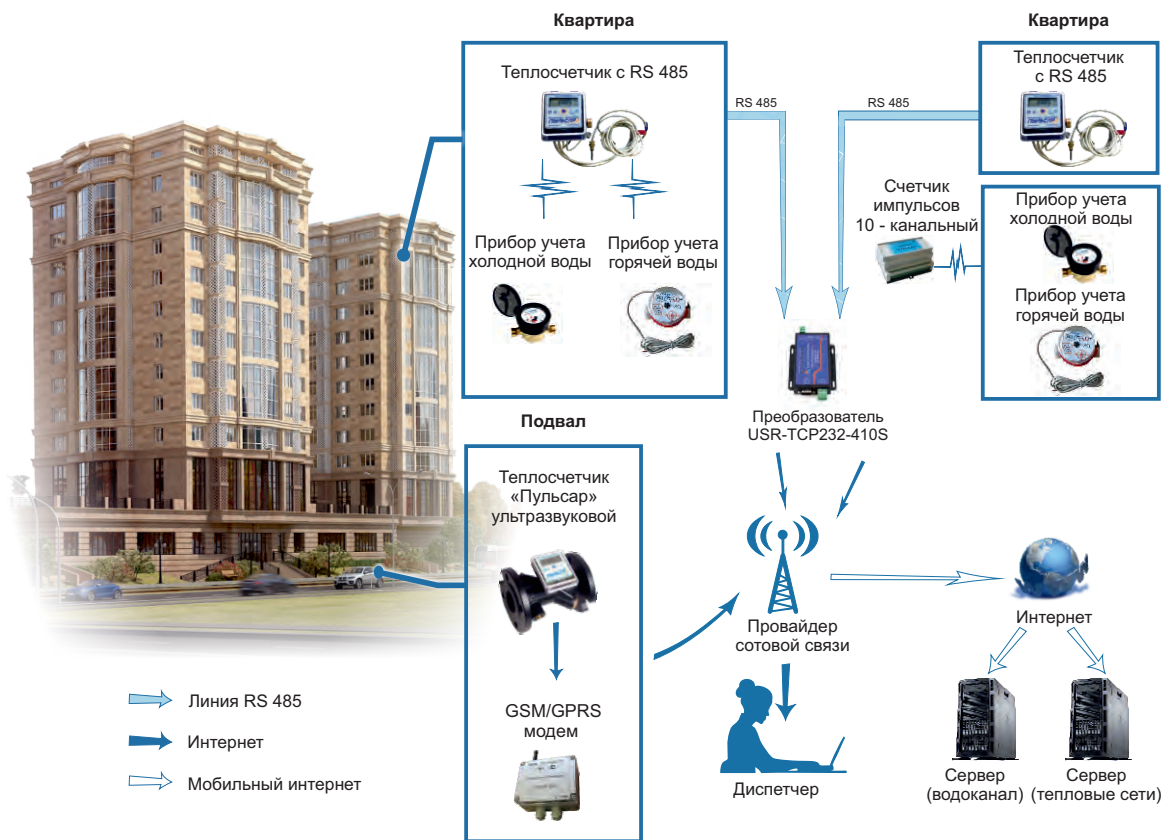 Квартира
Теплосчетчик с RS 485
Прибор учета
холодной воды
Прибор учета
горячей воды
RS 485
RS 485
Квартира
Теплосчетчик
с RS 485
Счетчик
импульсов
10 - канальный
Прибор учета
холодной воды
Прибор учета
горячей воды
Преобразователь
USR-TCP232-410S
Подвал
Теплосчетчик
«Пульсар»
ультразвуковой
GSM/GPRS
модем
Провайдер
сотовой связи
Интернет
Диспетчер
Сервер
(водоканал)
Сервер
(тепловые сети)
Линия RS 485
Интернет
Мобильный интернет